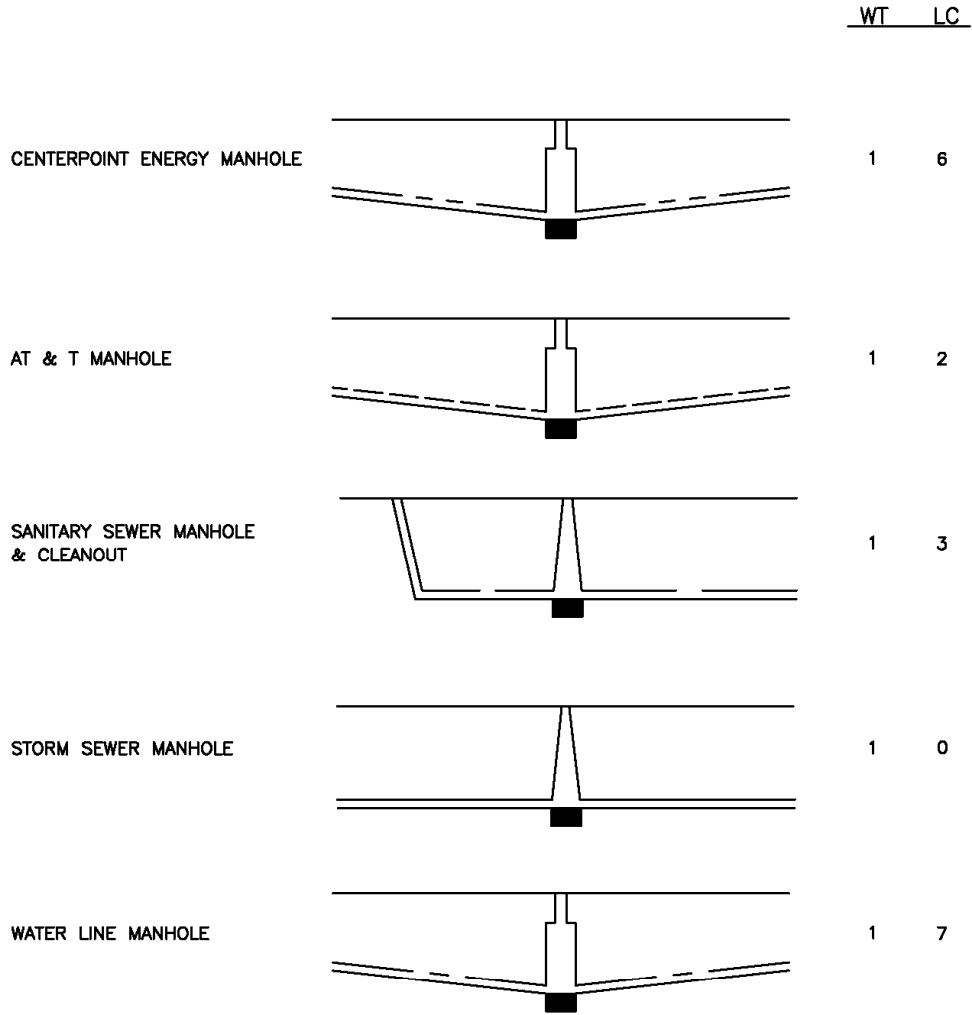 WT LC
CENTERPOINT ENERGY MANHOLE 1 6
AT & T MANHOLE 1 2
SANITARY SEWER MANHOLE
& CLEANOUT 1 3
STORM SEWER MANHOLE 1 0
WATER LINE MANHOLE 1 7